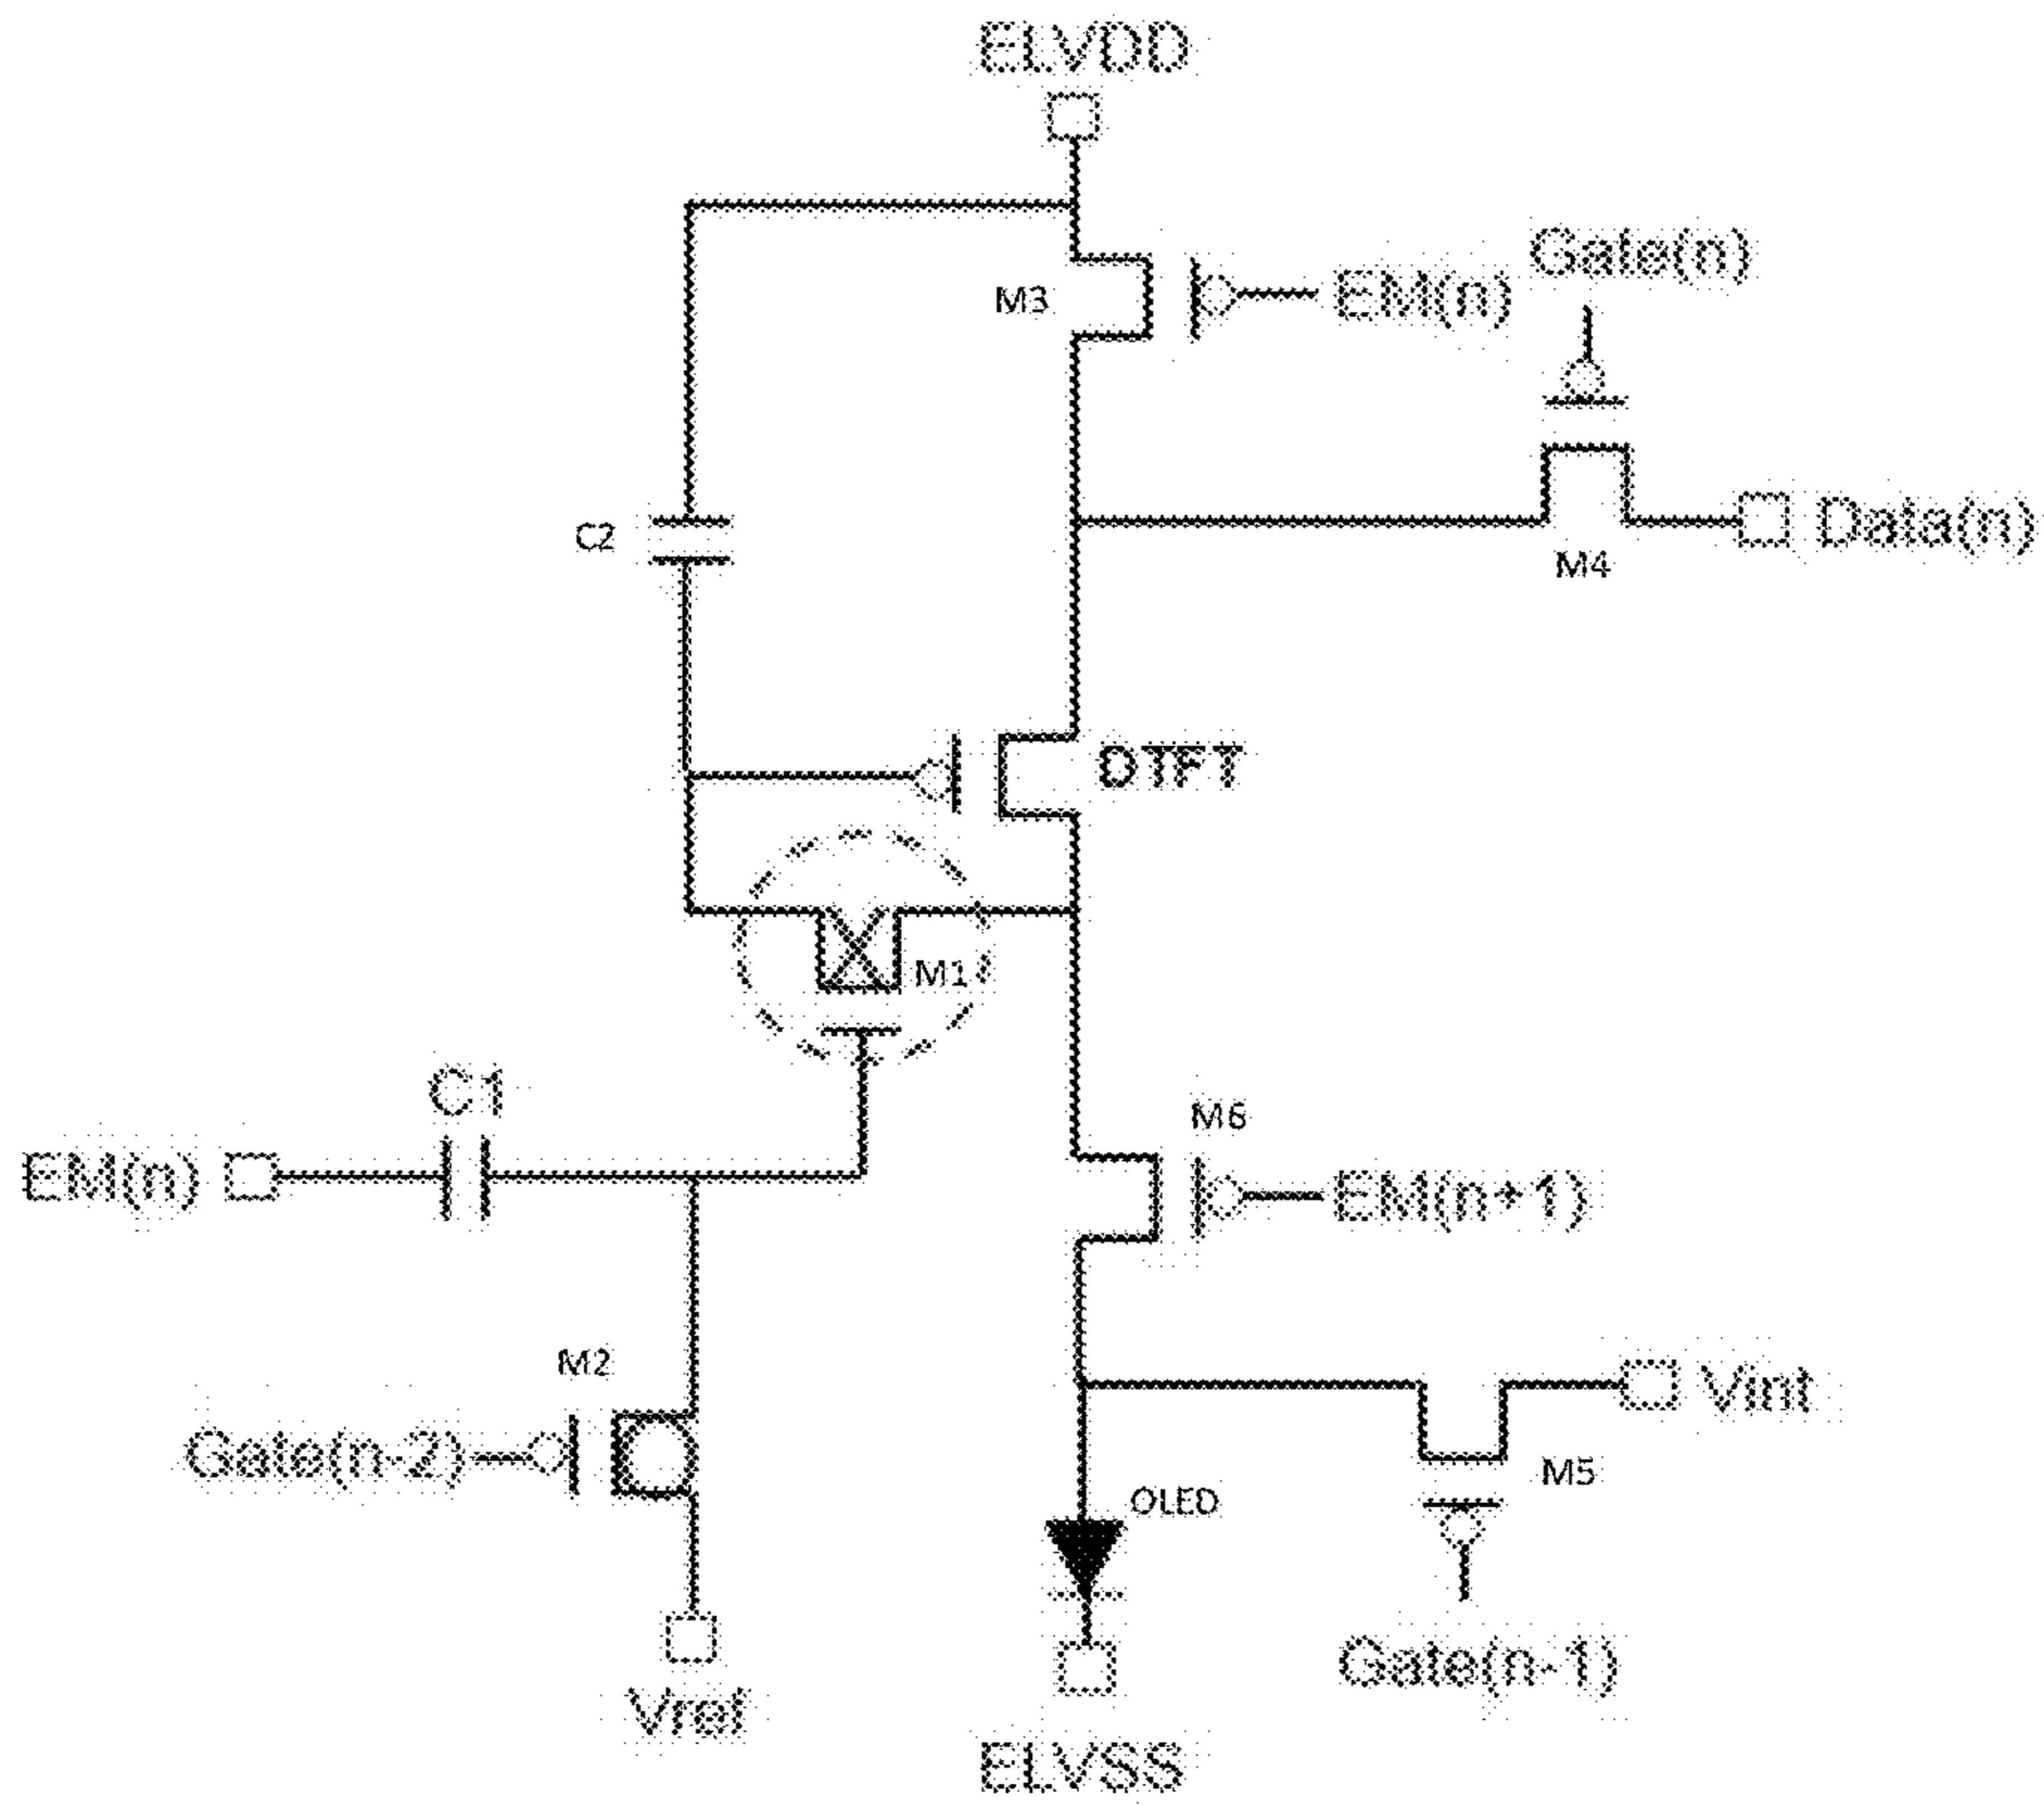 ELVDD
Gate(n)
M3
EM(n)
C2
Data(n)
M4
DTFT
M1
C1
M6
EM(n)
EM(n+1)
M2
Vint
Gate(n-2)
M5
OLED
Gate(n-1)
Vref
ELVSS